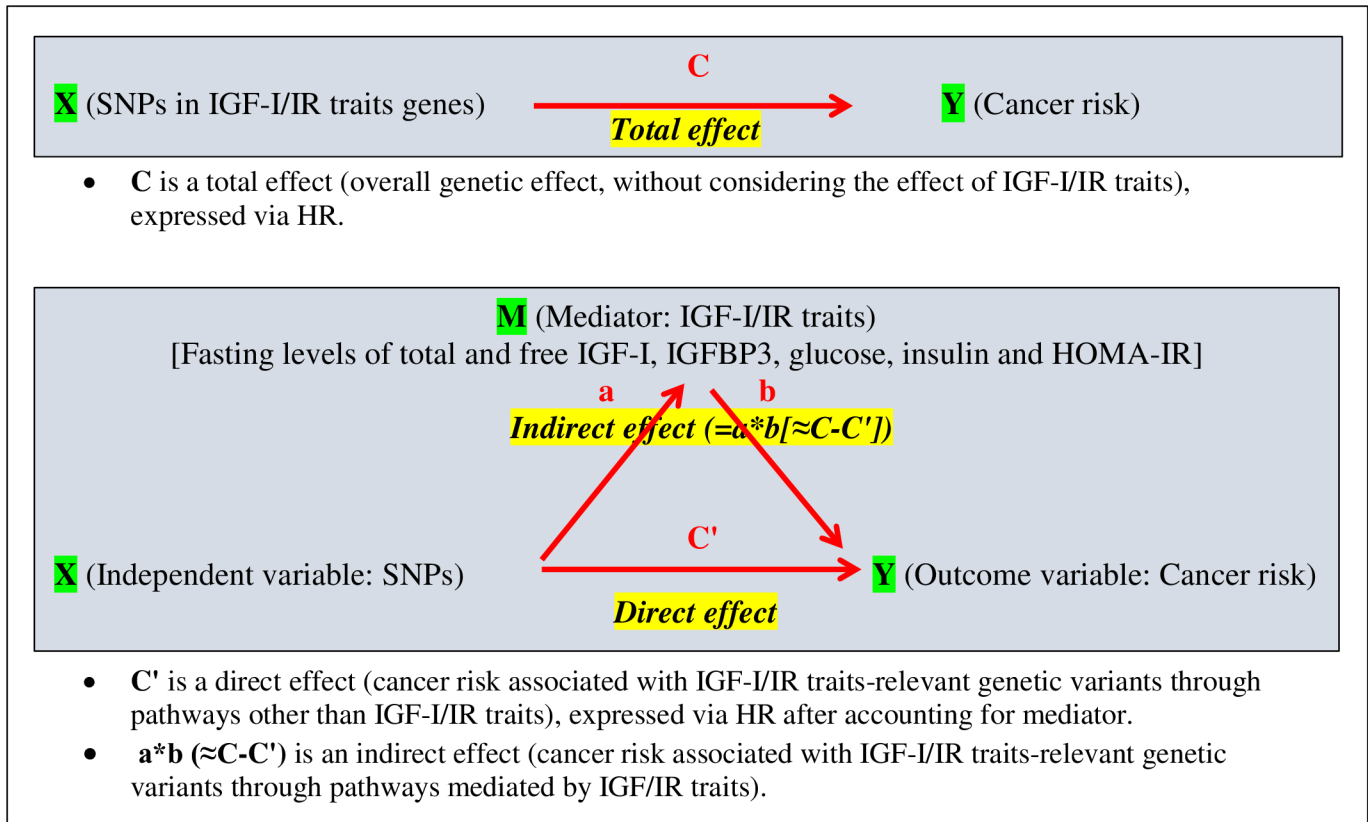 C
X (SNPs in IGF-I/IR traits genes)
Y (Cancer risk)
Total effect
• C is a total effect (overall genetic effect, without considering the effect of IGF-I/IR traits),
expressed via HR.
M (Mediator: IGF-I/IR traits)
[Fasting levels of total and free IGF-I, IGFBP3, glucose, insulin and HOMA-IR]
a
b
Indirect effect (=a*b[≈C-C'])
C'
X (Independent variable: SNPs)
Y (Outcome variable: Cancer risk)
Direct effect
• C' is a direct effect (cancer risk associated with IGF-I/IR traits-relevant genetic variants through
pathways other than IGF-I/IR traits), expressed via HR after accounting for mediator.
• a*b (≈C-C') is an indirect effect (cancer risk associated with IGF-I/IR traits-relevant genetic
variants through pathways mediated by IGF/IR traits).